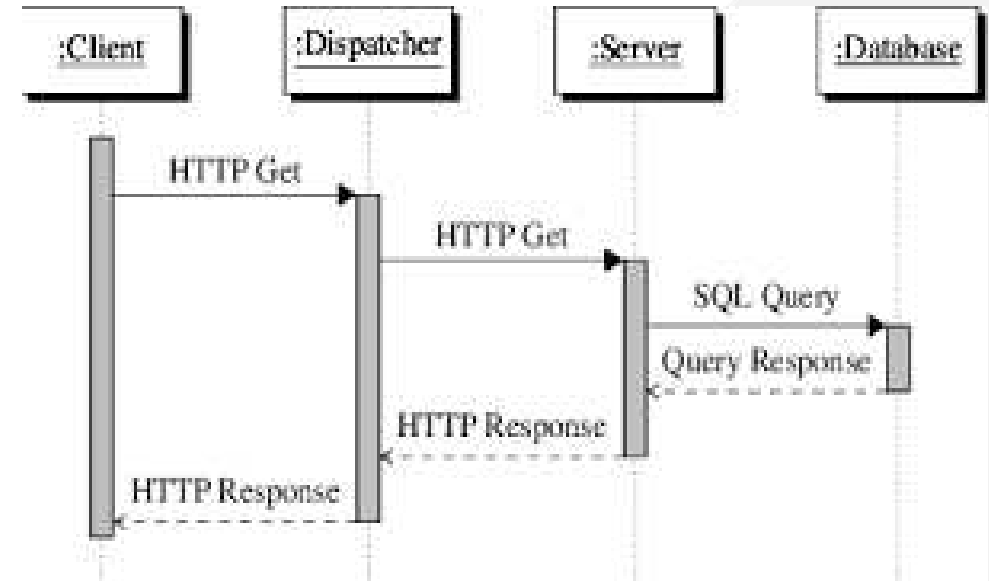 :Client
:Dispatcher
:Server
:Database
HTTP Get
HTTP Get
SQL Query
Query Response
HTTP Response
HTTP Response